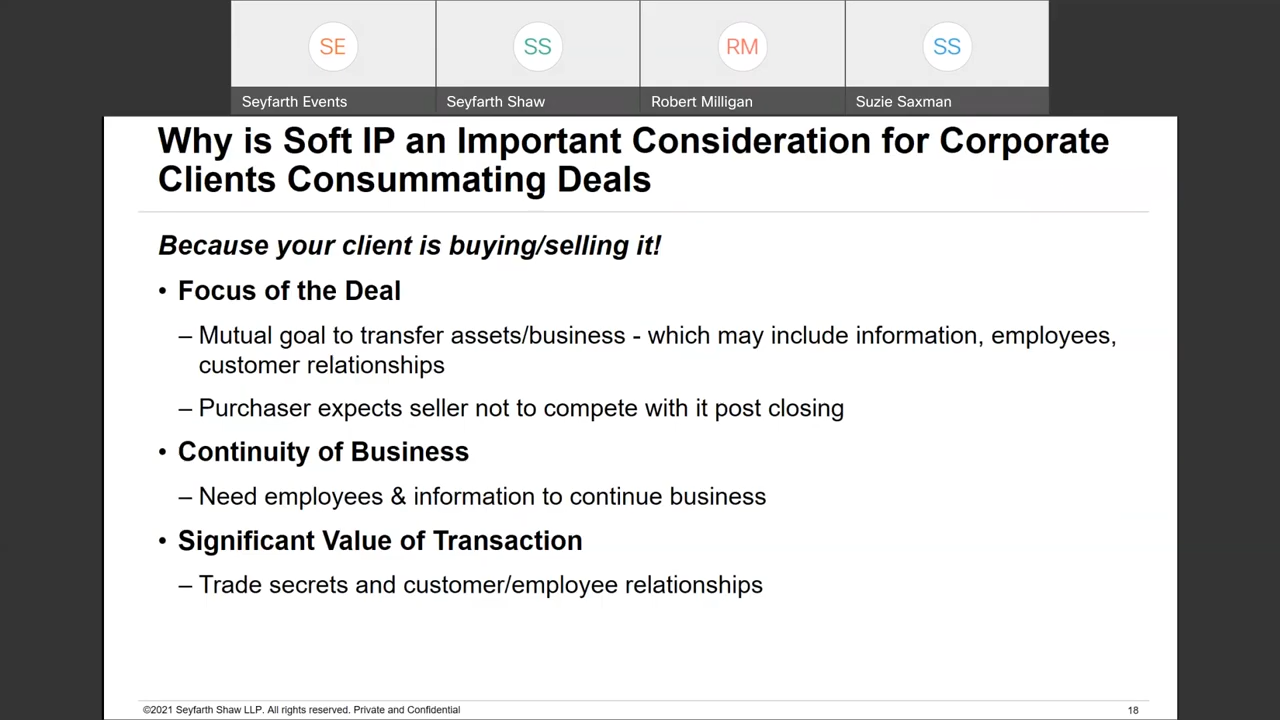 SE
SS
RM
SS
Seyfarth Events
Seyfarth Shaw
Robert Milligan
Suzie Saxman
Why is Soft IP an Important Consideration for Corporate
Clients Consummating Deals
Because your client is buying/selling it!
• Focus of the Deal
– Mutual goal to transfer assets/business - which may include information, employees,
customer relationships
– Purchaser expects seller not to compete with it post closing
• Continuity of Business
– Need employees & information to continue business
• Significant Value of Transaction
– Trade secrets and customer/employee relationships
©2021 Seyfarth Shaw LLP. All rights reserved. Private and Confidential
18